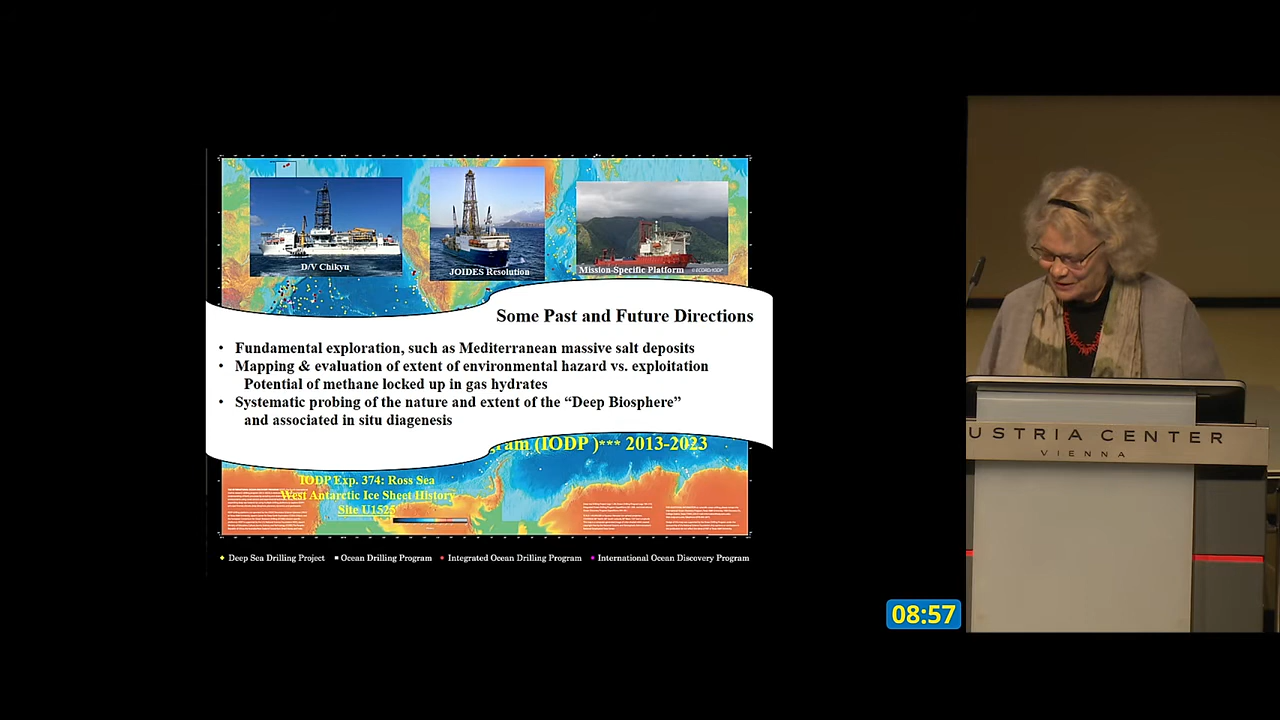 D/V Chikyu
JOIDES Resolution
Mission-Specific Platform
© ECORD/IODP
Some Past and Future Directions
• Fundamental exploration, such as Mediterranean massive salt deposits
• Mapping & evaluation of extent of environmental hazard vs. exploitation
Potential of methane locked up in gas hydrates
• Systematic probing of the nature and extent of the “Deep Biosphere”
and associated in situ diagenesis
ram (IODP )*** 2013-2023
IODP Exp. 374: Ross Sea
West Antarctic Ice Sheet History
Site U1525
Deep Sea Drilling Project
Ocean Drilling Program
Integrated Ocean Drilling Program
International Ocean Discovery Program
08:57
USTRIA CENTER
VIENNA